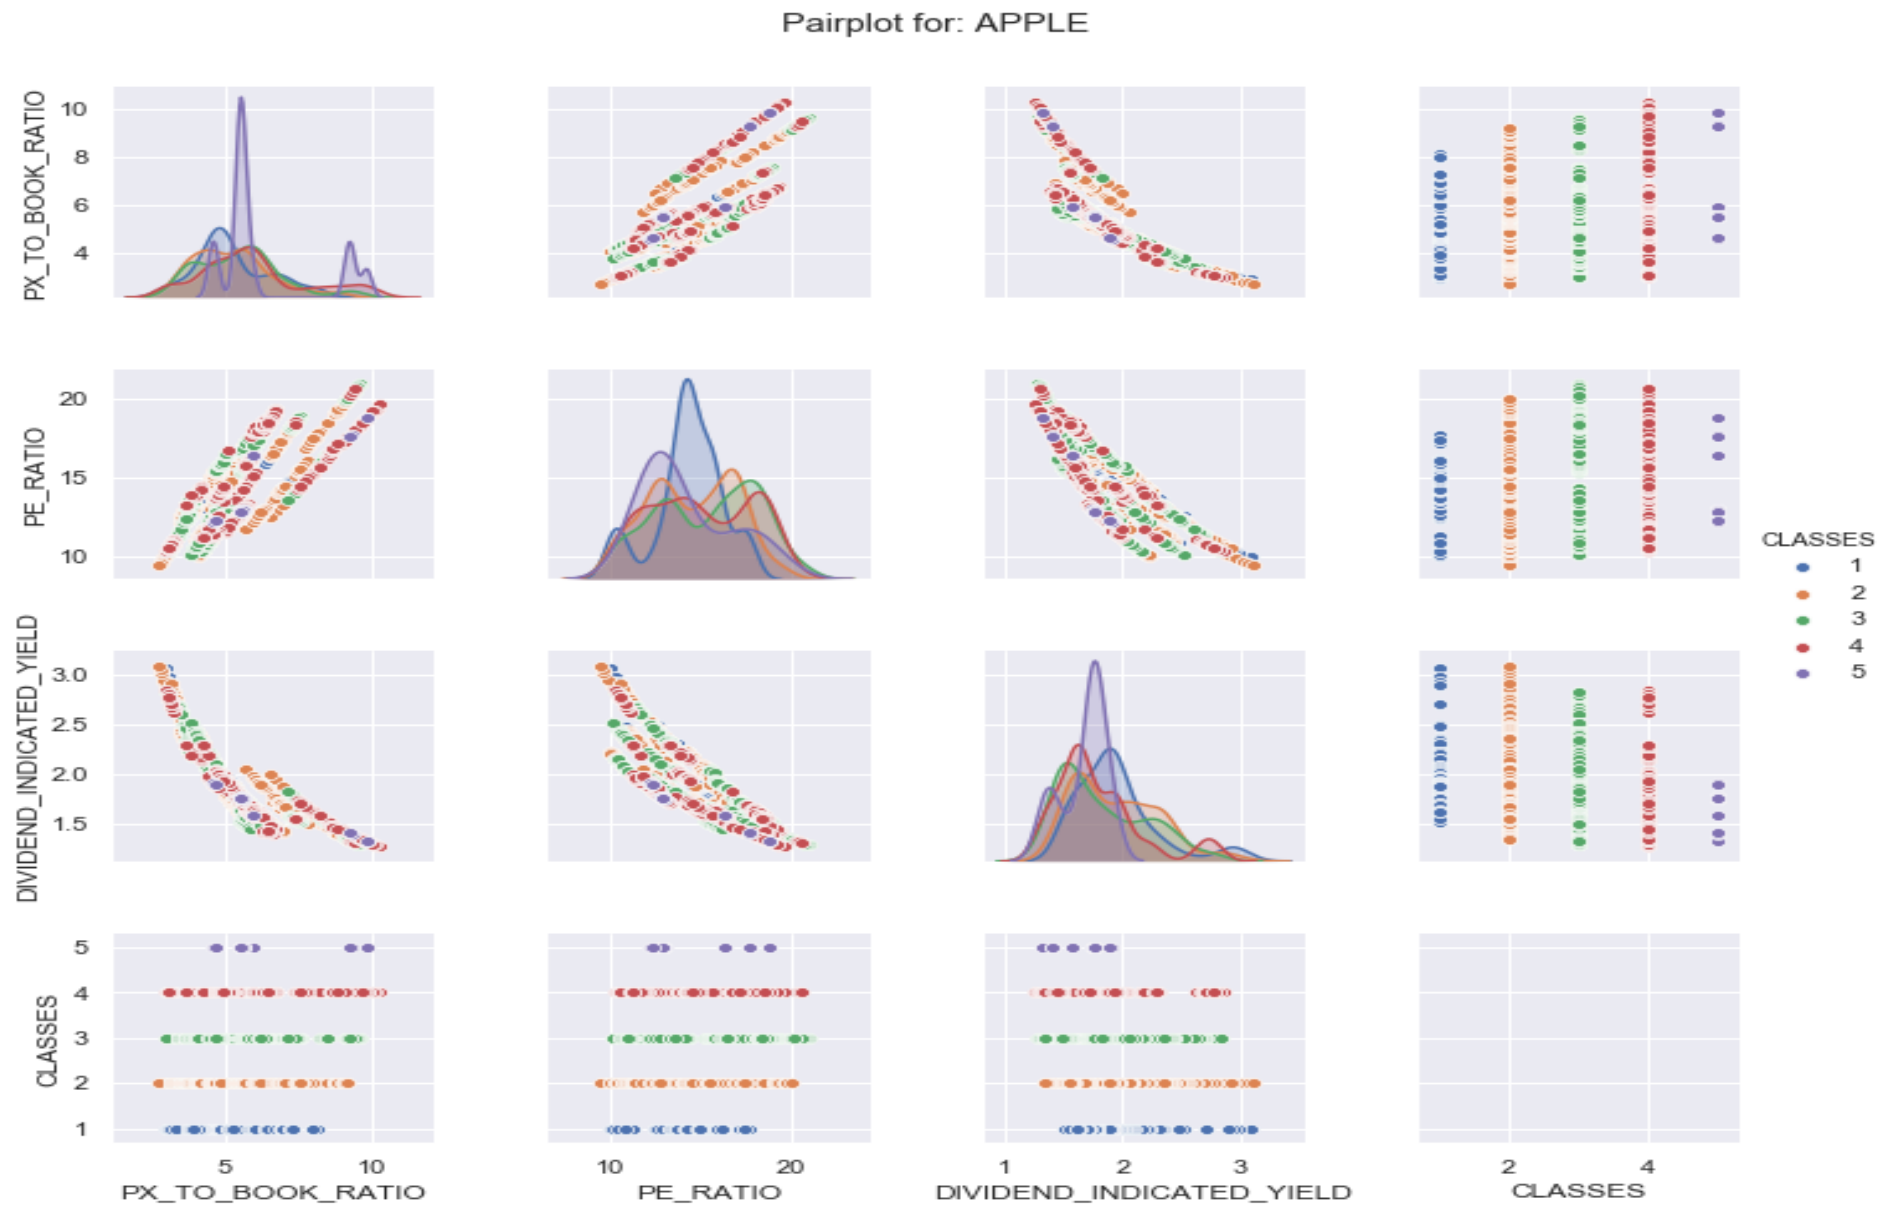 Pairplot for: APPLE
PX_TO_BOOK_RATIO
10
8
6
4
PE_RATIO
20
15
10
CLASSES
1
2
3
4
5
DIVIDEND_INDICATED_YIELD
3.0
2.5
2.0
1.5
CLASSES
5
4
3
2
1
5 10 10 20 1 2 3 2 4
PX_TO_BOOK_RATIO PE_RATIO DIVIDEND_INDICATED_YIELD CLASSES